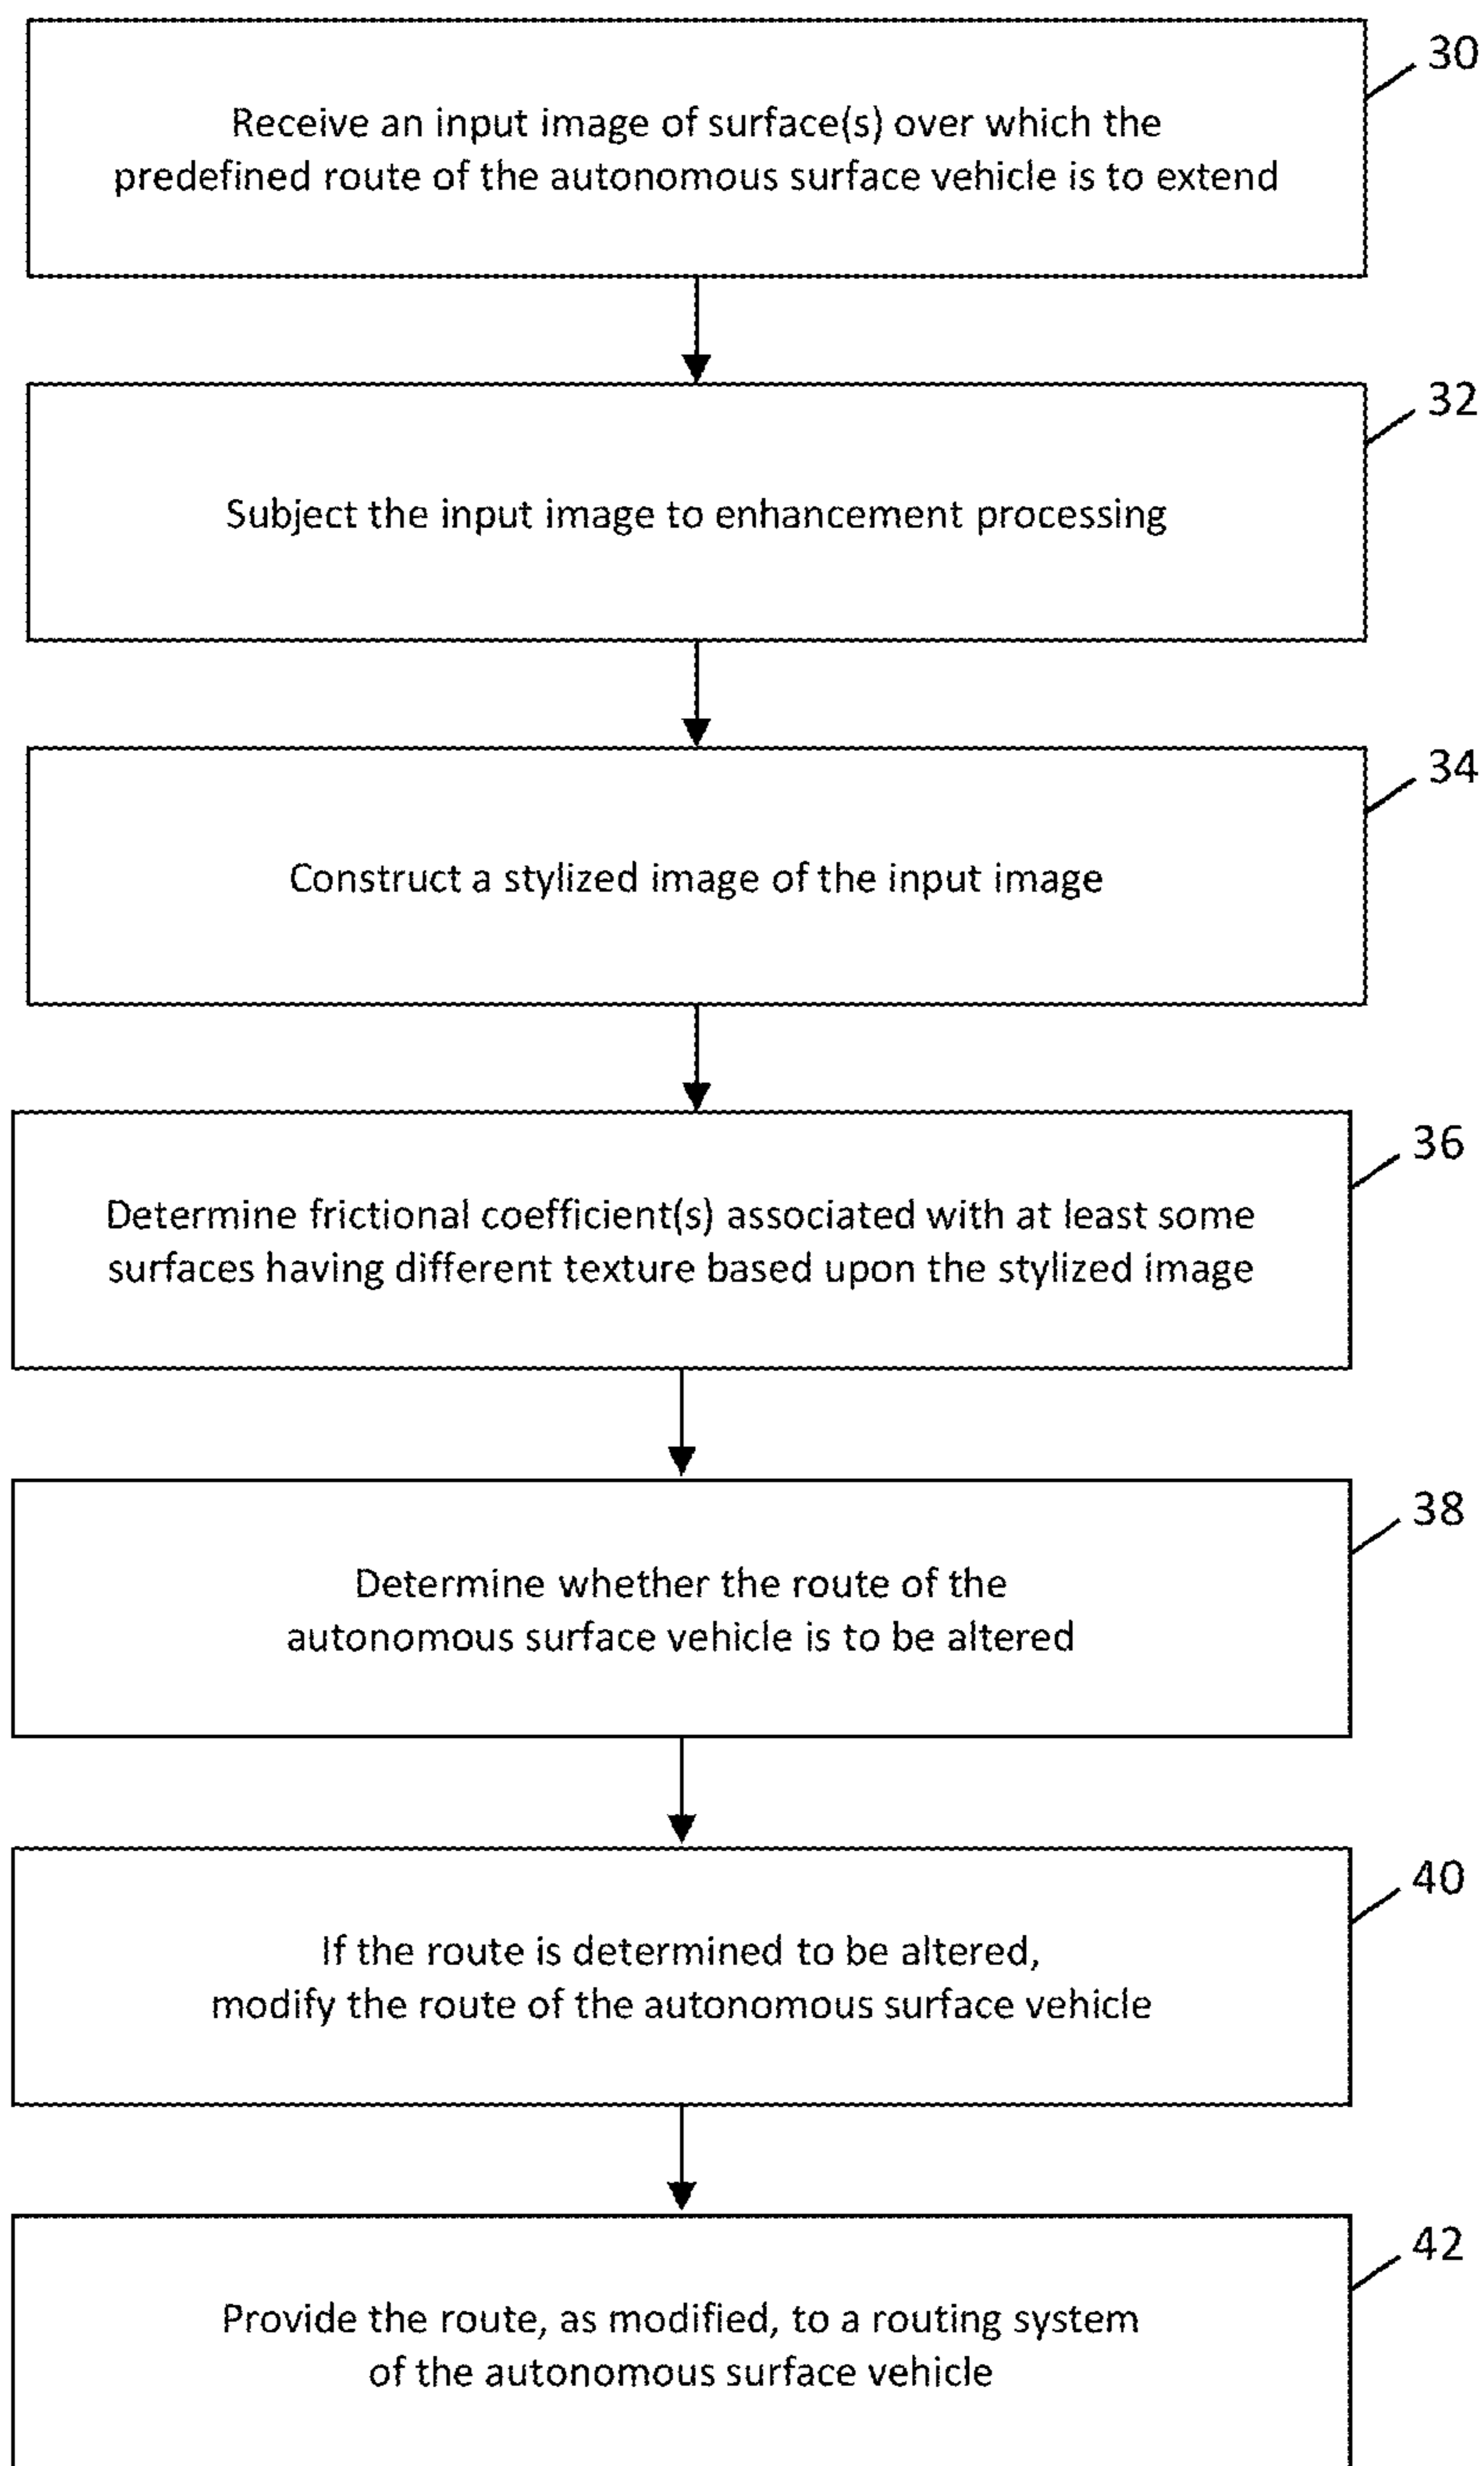 30
Receive an input image of surface(s) over which the
predefined route of the autonomous surface vehicle is to extend
32
Subject the input image to enhancement processing
34
Construct a stylized image of the input image
36
Determine frictional coefficient(s) associated with at least some
surfaces having different texture based upon the stylized image
38
Determine whether the route of the
autonomous surface vehicle is to be altered
40
If the route is determined to be altered,
modify the route of the autonomous surface vehicle
42
Provide the route, as modified, to a routing system
of the autonomous surface vehicle